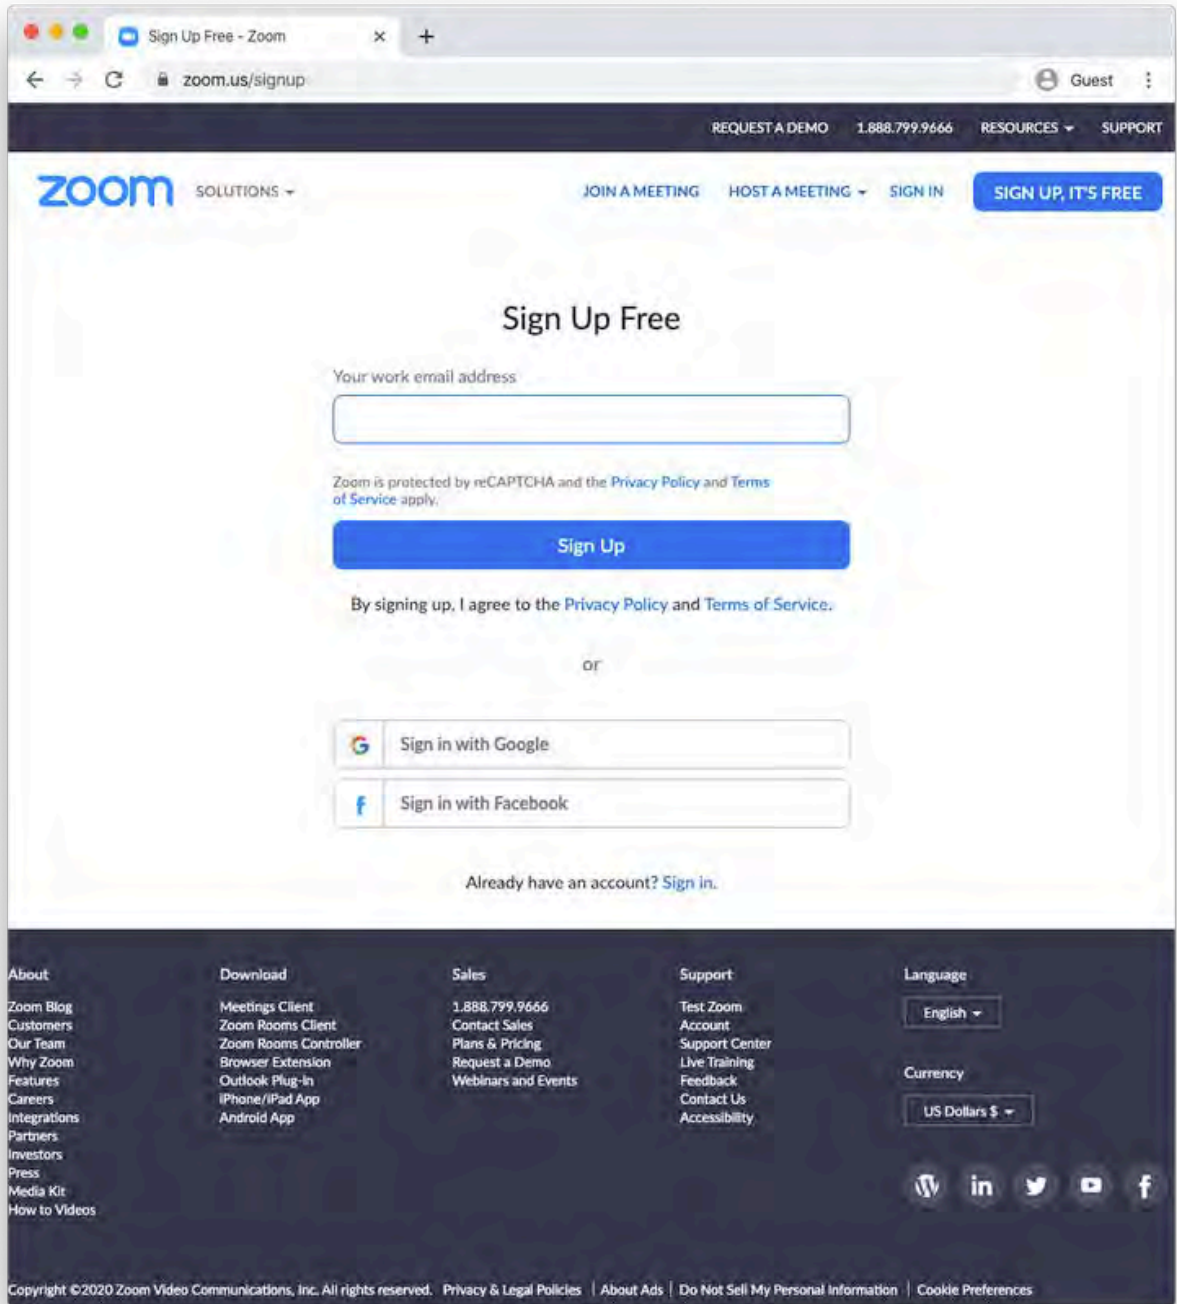 Sign Up Free - Zoom
zoom.us/signup
Guest
REQUEST A DEMO 1.888.799.9666 RESOURCES SUPPORT
zoom SOLUTIONS JOIN A MEETING HOST A MEETING SIGN IN SIGN UP, IT'S FREE
Sign Up Free
Your work email address
Zoom is protected by reCAPTCHA and the Privacy Policy and Terms
of Service apply.
Sign Up
By signing up, I agree to the Privacy Policy and Terms of Service.
or
G Sign in with Google
f Sign in with Facebook
Already have an account? Sign in.
About
Zoom Blog
Customers
Our Team
Why Zoom
Features
Careers
Integrations
Partners
Investors
Press
Media Kit
How to Videos
Download
Meetings Client
Zoom Rooms Client
Zoom Rooms Controller
Browser Extension
Outlook Plug-in
iPhone/iPad App
Android App
Sales
1.888.799.9666
Contact Sales
Plans & Pricing
Request a Demo
Webinars and Events
Support
Test Zoom
Account
Support Center
Live Training
Feedback
Contact Us
Accessibility
Language
English
Currency
US Dollars $
in
f
Copyright ©2020 Zoom Video Communications, Inc. All rights reserved. Privacy & Legal Policies | About Ads | Do Not Sell My Personal Information | Cookie Preferences